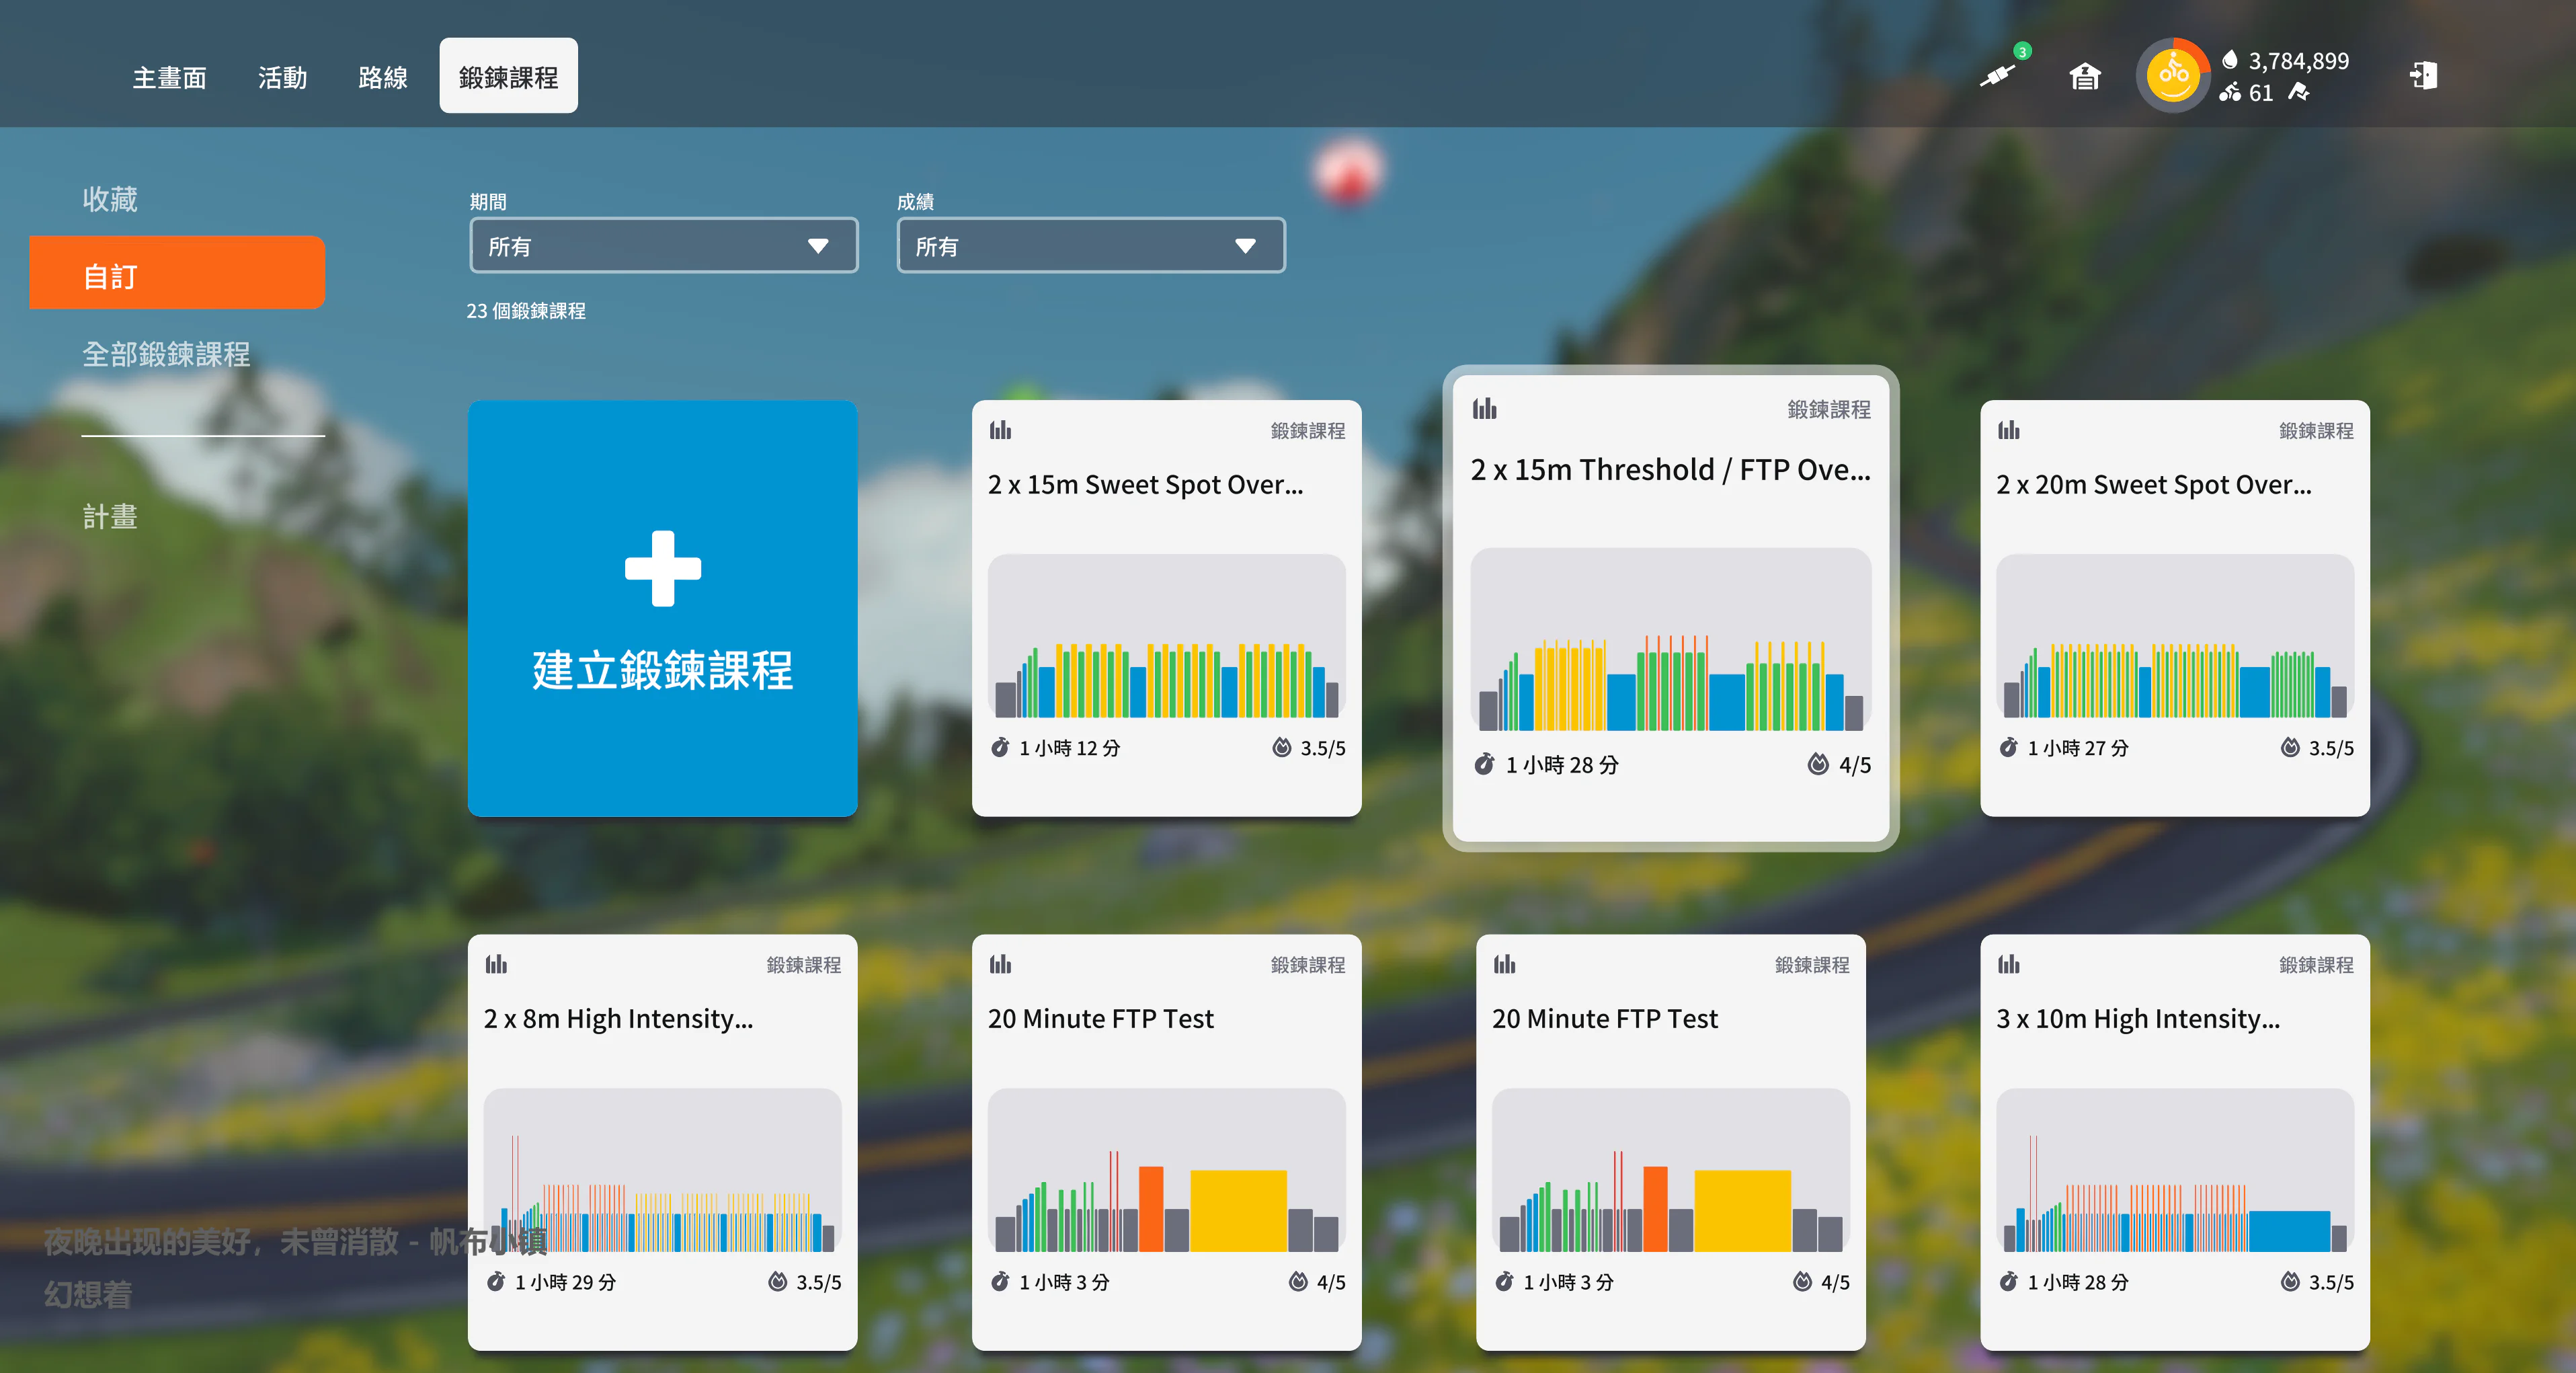 主畫面
活動
路線
鍛鍊課程
3
3,784,899
61
收藏
自訂
全部鍛鍊課程
計畫
期間
所有
成績
所有
23 個鍛鍊課程
建立鍛鍊課程
鍛鍊課程
2 x 15m Sweet Spot Over...
1 小時 12 分
3.5/5
鍛鍊課程
2 x 15m Threshold / FTP Ove...
1 小時 28 分
4/5
鍛鍊課程
2 x 20m Sweet Spot Over...
1 小時 27 分
3.5/5
鍛鍊課程
2 x 8m High Intensity...
1 小時 29 分
3.5/5
鍛鍊課程
20 Minute FTP Test
1 小時 3 分
4/5
鍛鍊課程
20 Minute FTP Test
1 小時 3 分
4/5
鍛鍊課程
3 x 10m High Intensity...
1 小時 28 分
3.5/5
夜晚出现的美好，未曾消散 - 帆布小镇
幻想着